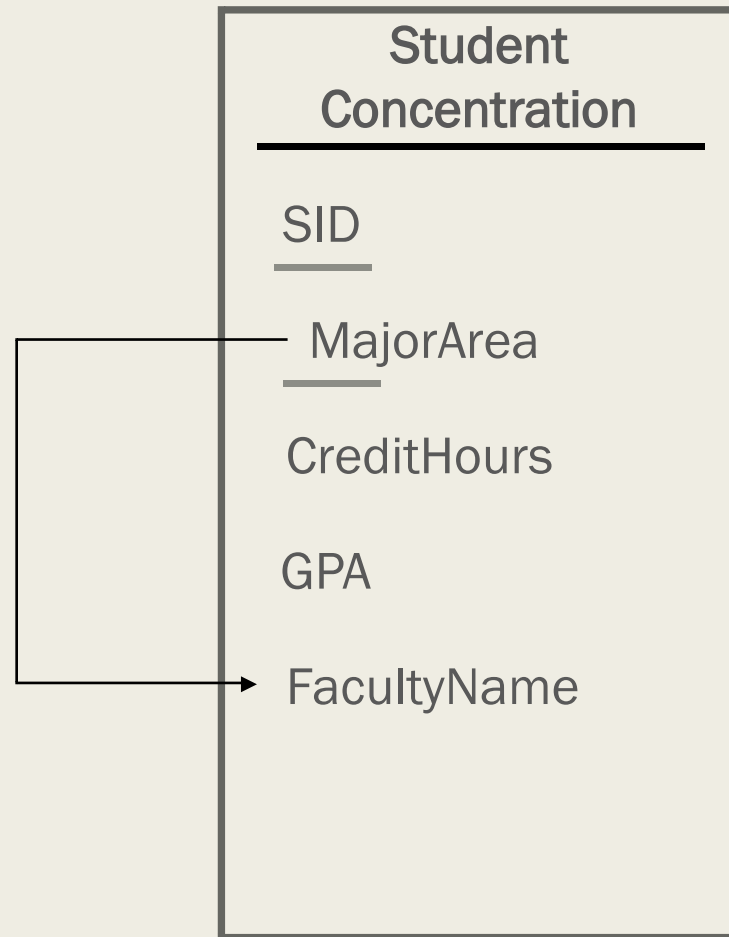 Student
Concentration
SID
MajorArea
CreditHours
GPA
FacultyName